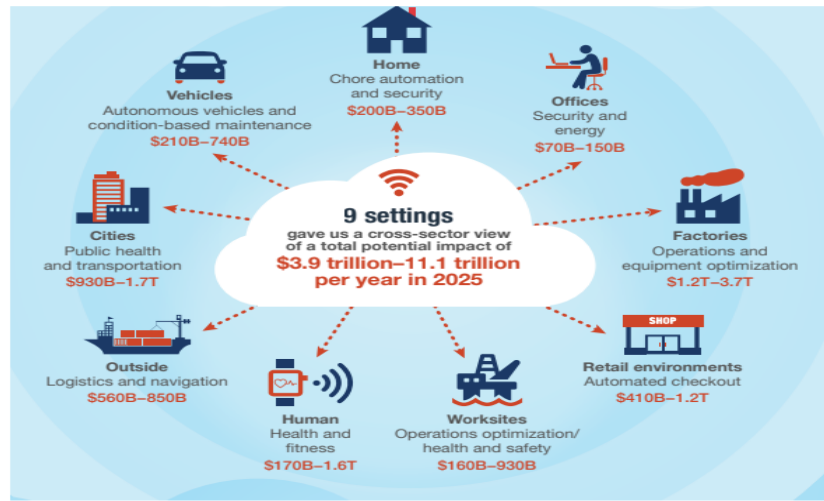 Home
Chore automation
and security
$200B–350B
Vehicles
Autonomous vehicles and
condition-based maintenance
$210B–740B
Offices
Security and
energy
$70B–150B
9 settings
gave us a cross-sector view
of a total potential impact of
$3.9 trillion–11.1 trillion
per year in 2025
Cities
Public health
and transportation
$930B–1.7T
Factories
Operations and
equipment optimization
$1.2T–3.7T
Outside
Logistics and navigation
$560B–850B
SHOP
Retail environments
Automated checkout
$410B–1.2T
Human
Health and
fitness
$170B–1.6T
Worksites
Operations optimization/
health and safety
$160B–930B